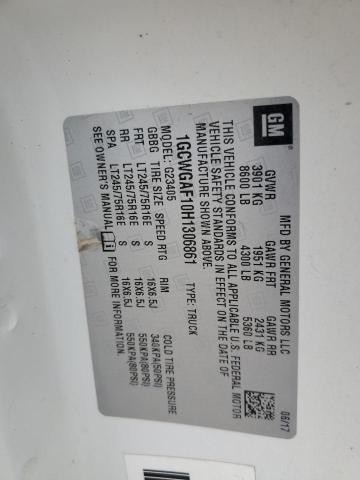 GM
MFD BY GENERAL MOTORS LLC
GVWR GAWR FRT GAWR RR
3901 KG 1951 KG 2431 KG
8600 LB 4300 LB 5360 LB
06/17
THIS VEHICLE CONFORMS TO ALL APPLICABLE U.S. FEDERAL MOTOR
VEHICLE SAFETY STANDARDS IN EFFECT ON THE DATE OF
MANUFACTURE SHOWN ABOVE.
1GCWGAF10H1306861 TYPE: TRUCK
MODEL: G23405
GBBG TIRE SIZE SPEED RTG RIM COLD TIRE PRESSURE
FRT LT245/75R16E S 16X6.5J 345KPA(50PSI)
RR LT245/75R16E S 16X6.5J 550KPA(80PSI)
SPA LT245/75R16E S 16X6.5J 550KPA(80PSI)
SEE OWNER'S MANUAL FOR MORE INFORMATION.